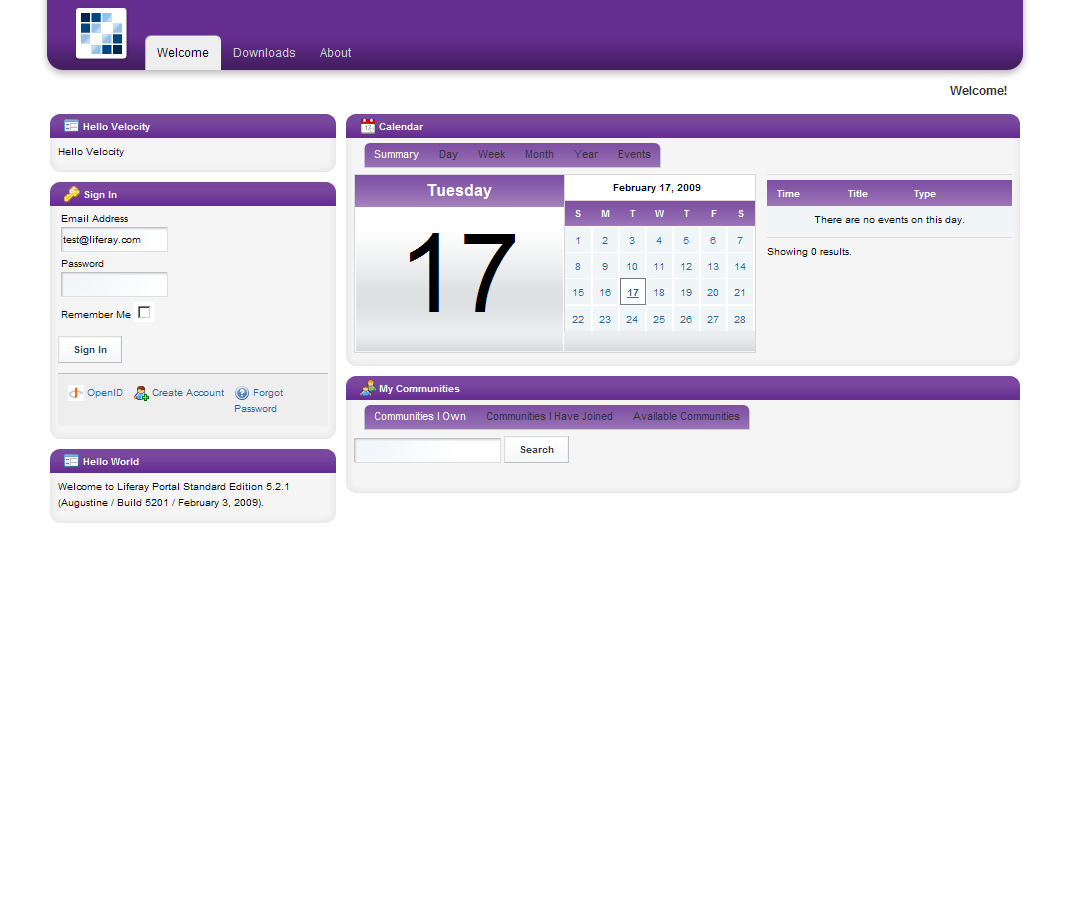 Welcome Downloads About
Welcome!
Hello Velocity
Hello Velocity
Sign In
Email Address
test@liferay.com
Password
Remember Me
Sign In
OpenID Create Account Forgot
Password
Hello World
Welcome to Liferay Portal Standard Edition 5.2.1
(Augustine / Build 5201 / February 3, 2009).
Calendar
Summary Day Week Month Year Events
Tuesday
17
February 17, 2009
S M T W T F S
1 2 3 4 5 6 7
8 9 10 11 12 13 14
15 16 17 18 19 20 21
22 23 24 25 26 27 28
Time Title Type
There are no events on this day.
Showing 0 results.
My Communities
Communities I Own Communities I Have Joined Available Communities
Search